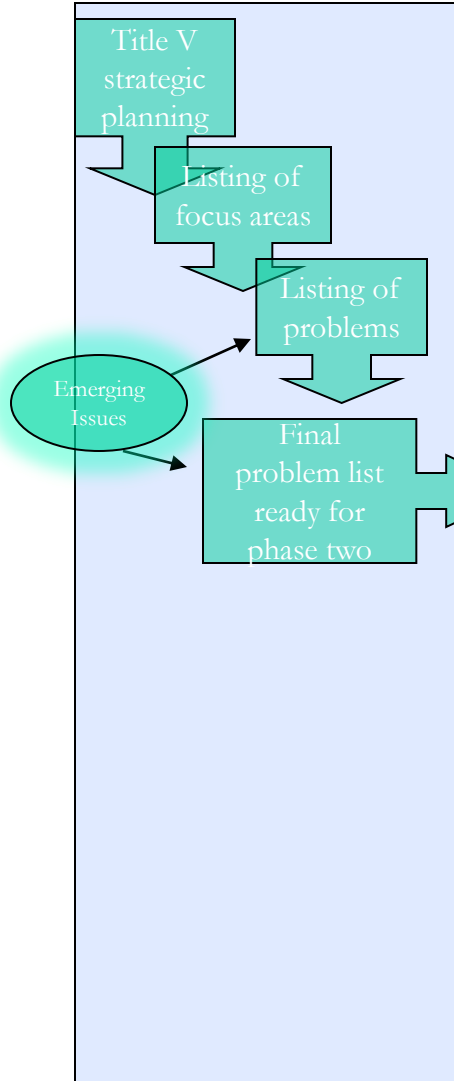 Title V
strategic
planning
Listing of
focus areas
Listing of
problems
Emerging
Issues
Final
problem list
ready for
phase two